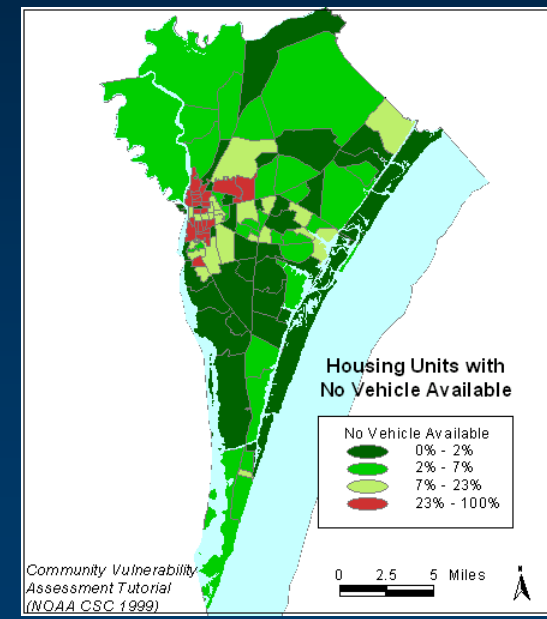 Housing Units with
No Vehicle Available
No Vehicle Available
0% - 2%
2% - 7%
7% - 23%
23% - 100%
Community Vulnerability
Assessment Tutorial
(NOAA CSC 1999)
0 2.5 5 Miles